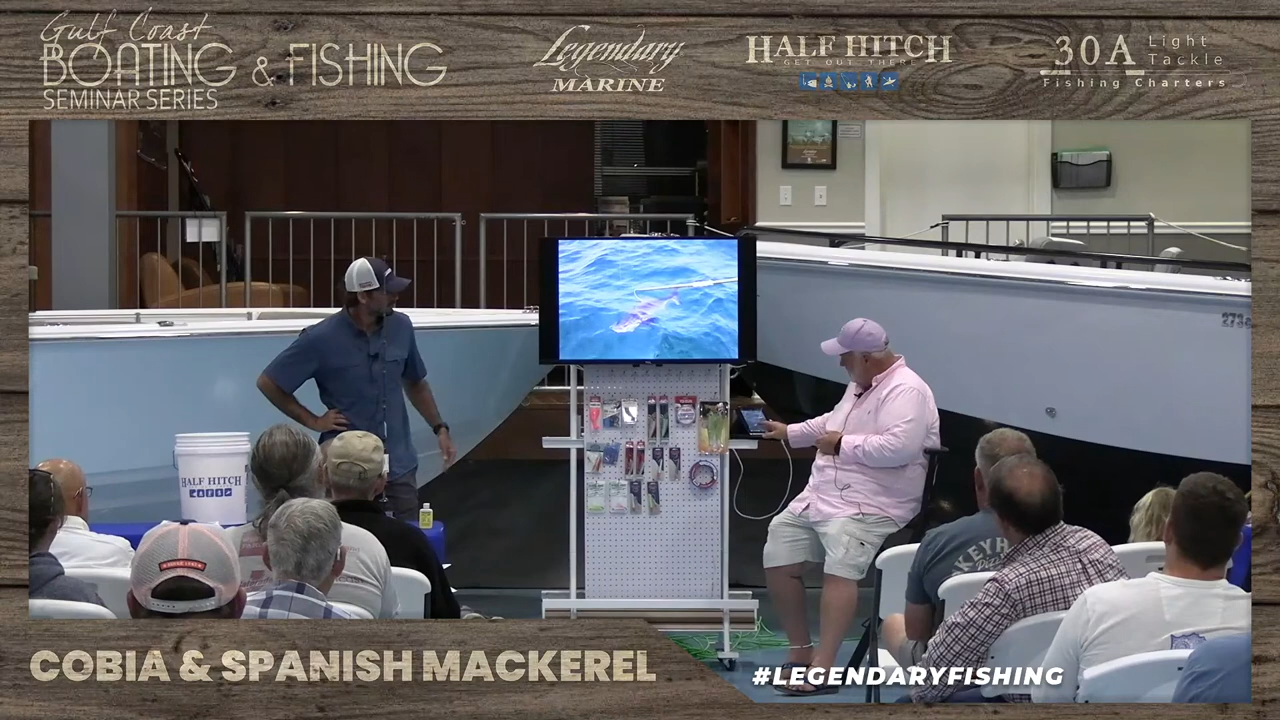 Gulf Coast
BOATING & FISHING
SEMINAR SERIES
Legendary
MARINE
HALF HITCH
GET OUT THERE
30A Light Tackle
Fishing Charters
HALF HITCH
273
COBIA & SPANISH MACKEREL
#LEGENDARYFISHING